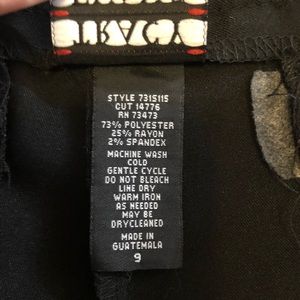 STYLE 7315115
CUT 14776
RN 73473
73% POLYESTER
25% RAYON
2% SPANDEX
MACHINE WASH
COLD
GENTLE CYCLE
DO NOT BLEACH
LINE DRY
WARM IRON
AS NEEDED
MAY BE
DRYCLEANED
MADE IN
GUATEMALA
9